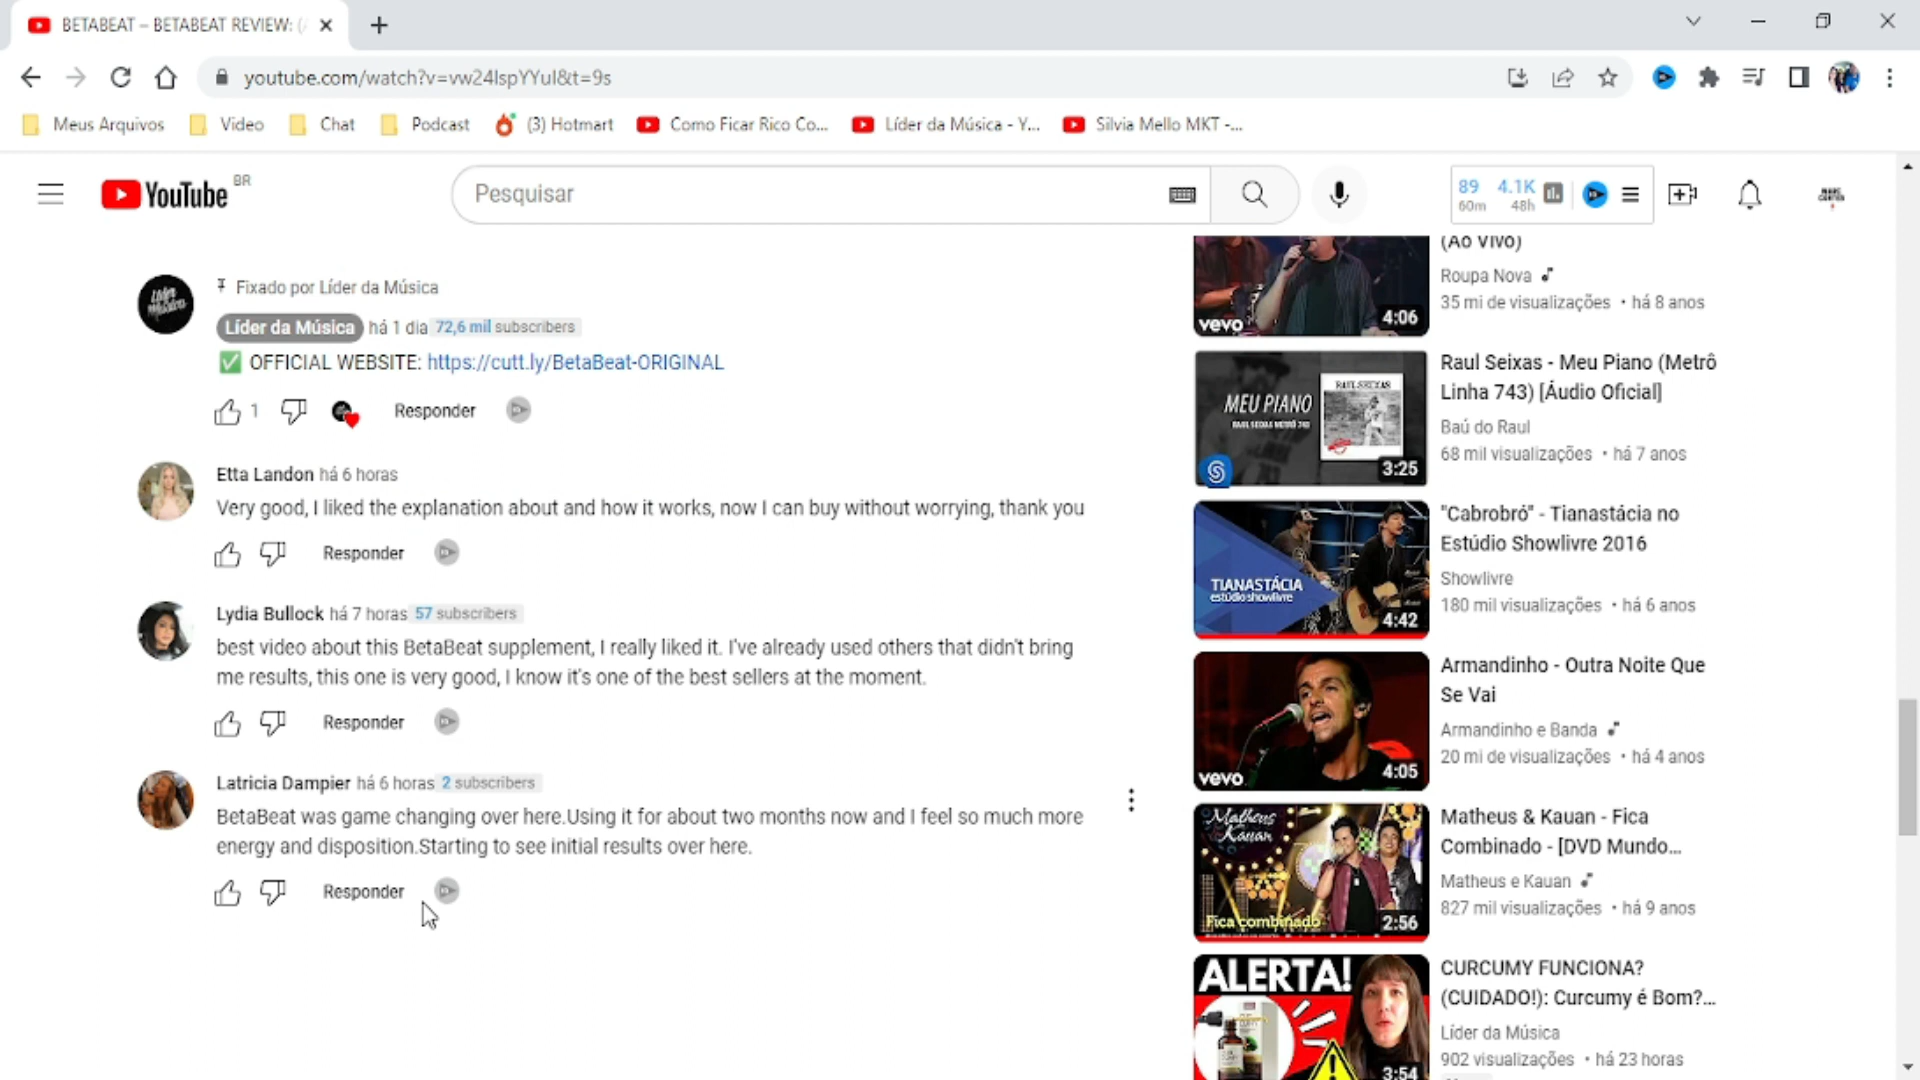 BETABEAT – BETABEAT REVIEW: (
youtube.com/watch?v=vw24lspYYuI&t=9s
Meus Arquivos
Video
Chat
Podcast
(3) Hotmart
Como Ficar Rico Co...
Líder da Música - Y...
Silvia Mello MKT -...
YouTube BR
Pesquisar
89 4.1K
60m 48h
Fixado por Líder da Música
Líder da Música há 1 dia 72,6 mil subscribers
✅ OFFICIAL WEBSITE: https://cutt.ly/BetaBeat-ORIGINAL
1 Responder
Etta Landon há 6 horas
Very good, I liked the explanation about and how it works, now I can buy without worrying, thank you
Responder
Lydia Bullock há 7 horas 57 subscribers
best video about this BetaBeat supplement, I really liked it. I've already used others that didn't bring
me results, this one is very good, I know it's one of the best sellers at the moment.
Responder
Latricia Dampier há 6 horas 2 subscribers
BetaBeat was game changing over here.Using it for about two months now and I feel so much more
energy and disposition.Starting to see initial results over here.
Responder
vevo
4:06
(Ao Vivo)
Roupa Nova
35 mi de visualizações • há 8 anos
MEU PIANO
RAUL SEIXAS METRÔ 743
RAUL SEIXAS
3:25
Raul Seixas - Meu Piano (Metrô
Linha 743) [Áudio Oficial]
Baú do Raul
68 mil visualizações • há 7 anos
TIANASTÁCIA
estúdio showlivre
4:42
"Cabrobró" - Tianastácia no
Estúdio Showlivre 2016
Showlivre
180 mil visualizações • há 6 anos
vevo
4:05
Armandinho - Outra Noite Que
Se Vai
Armandinho e Banda
20 mi de visualizações • há 4 anos
Matheus
Kauan
Fica combinado
2:56
Matheus & Kauan - Fica
Combinado - [DVD Mundo...
Matheus e Kauan
827 mil visualizações • há 9 anos
ALERTA!
3:54
CURCUMY FUNCIONA?
(CUIDADO!): Curcumy é Bom?...
Líder da Música
902 visualizações • há 23 horas